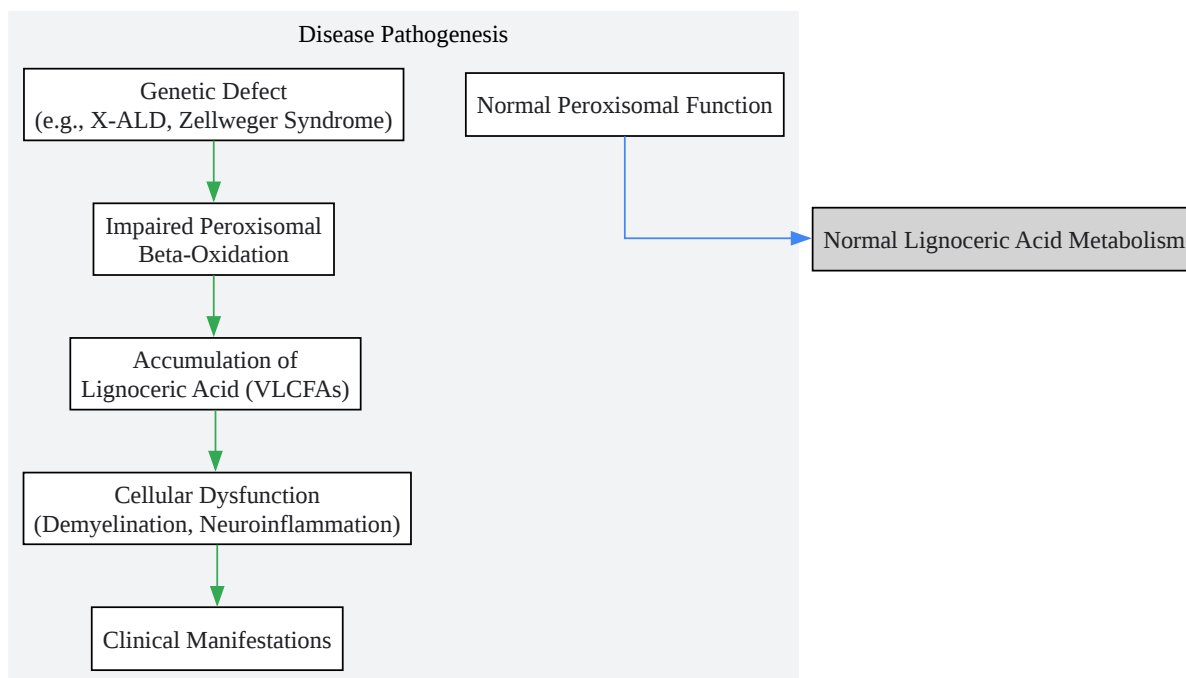 Disease Pathogenesis
Genetic Defect
(e.g., X-ALD, Zellweger Syndrome)
Normal Peroxisomal Function
Impaired Peroxisomal
Beta-Oxidation
Normal Lignoceric Acid Metabolism
Accumulation of
Lignoceric Acid (VLCFAs)
Cellular Dysfunction
(Demyelination, Neuroinflammation)
Clinical Manifestations